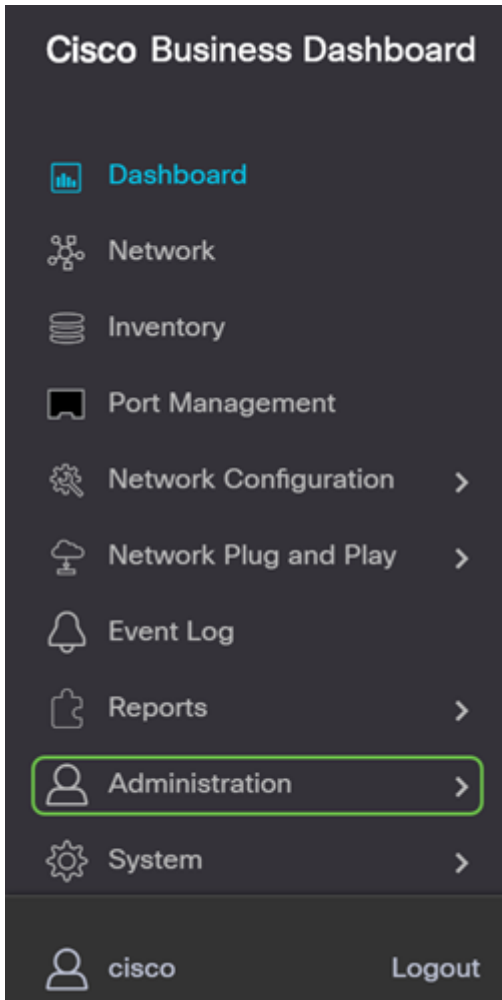 Cisco Business Dashboard
Dashboard
Network
Inventory
Port Management
Network Configuration
Network Plug and Play
Event Log
Reports
Administration
System
cisco Logout